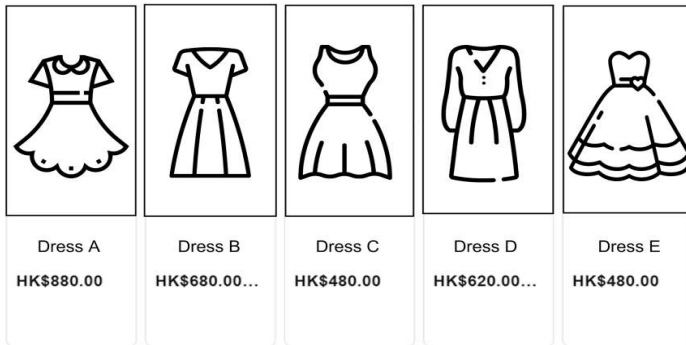 Dress A
HK$880.00
Dress B
HK$680.00...
Dress C
HK$480.00
Dress D
HK$620.00...
Dress E
HK$480.00